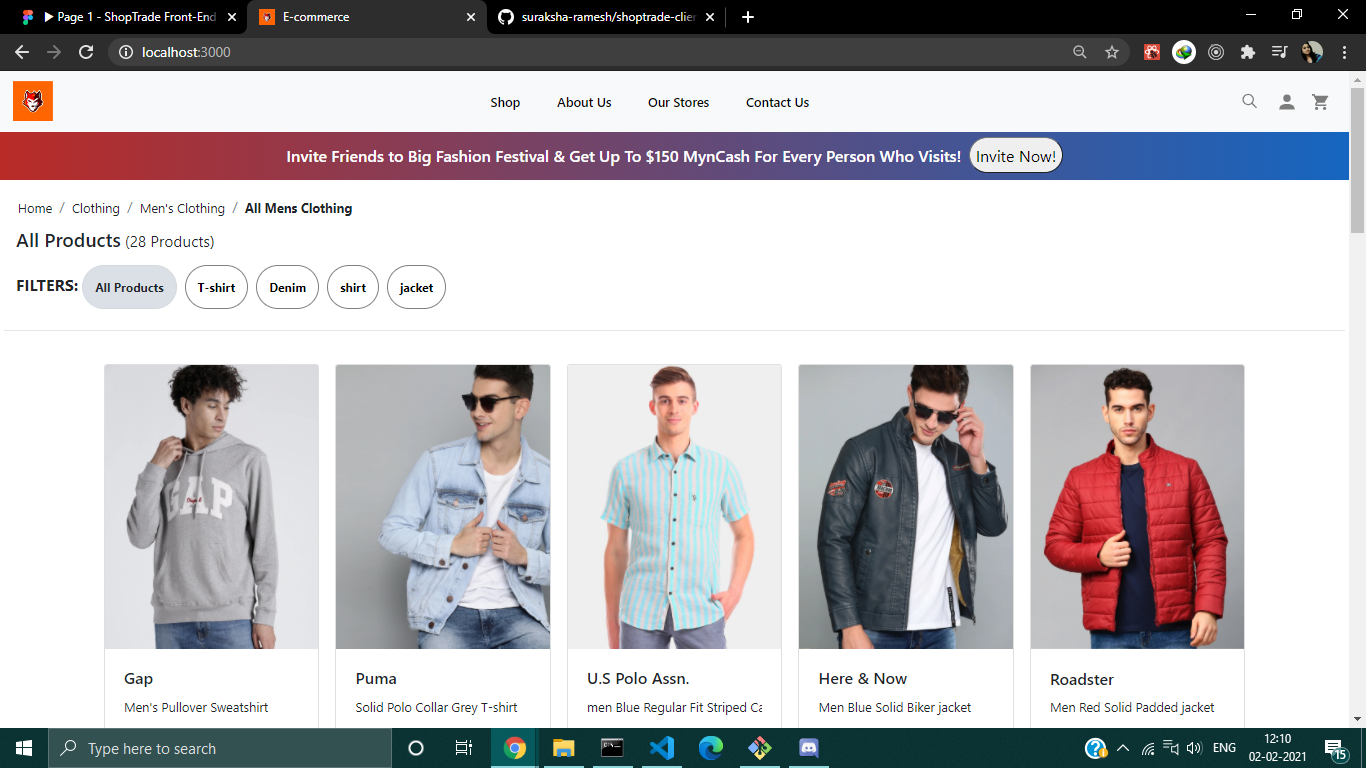 Page 1 - ShopTrade Front-End
E-commerce
suraksha-ramesh/shoptrade-clie
localhost:3000
Shop About Us Our Stores Contact Us
Invite Friends to Big Fashion Festival & Get Up To $150 MynCash For Every Person Who Visits! Invite Now!
Home / Clothing / Men's Clothing / All Mens Clothing
All Products (28 Products)
FILTERS: All Products T-shirt Denim shirt jacket
GAP
Gap
Men's Pullover Sweatshirt
Puma
Solid Polo Collar Grey T-shirt
U.S Polo Assn.
men Blue Regular Fit Striped Ca
Here & Now
Men Blue Solid Biker jacket
Roadster
Men Red Solid Padded jacket
Type here to search
ENG
12:10
02-02-2021
15